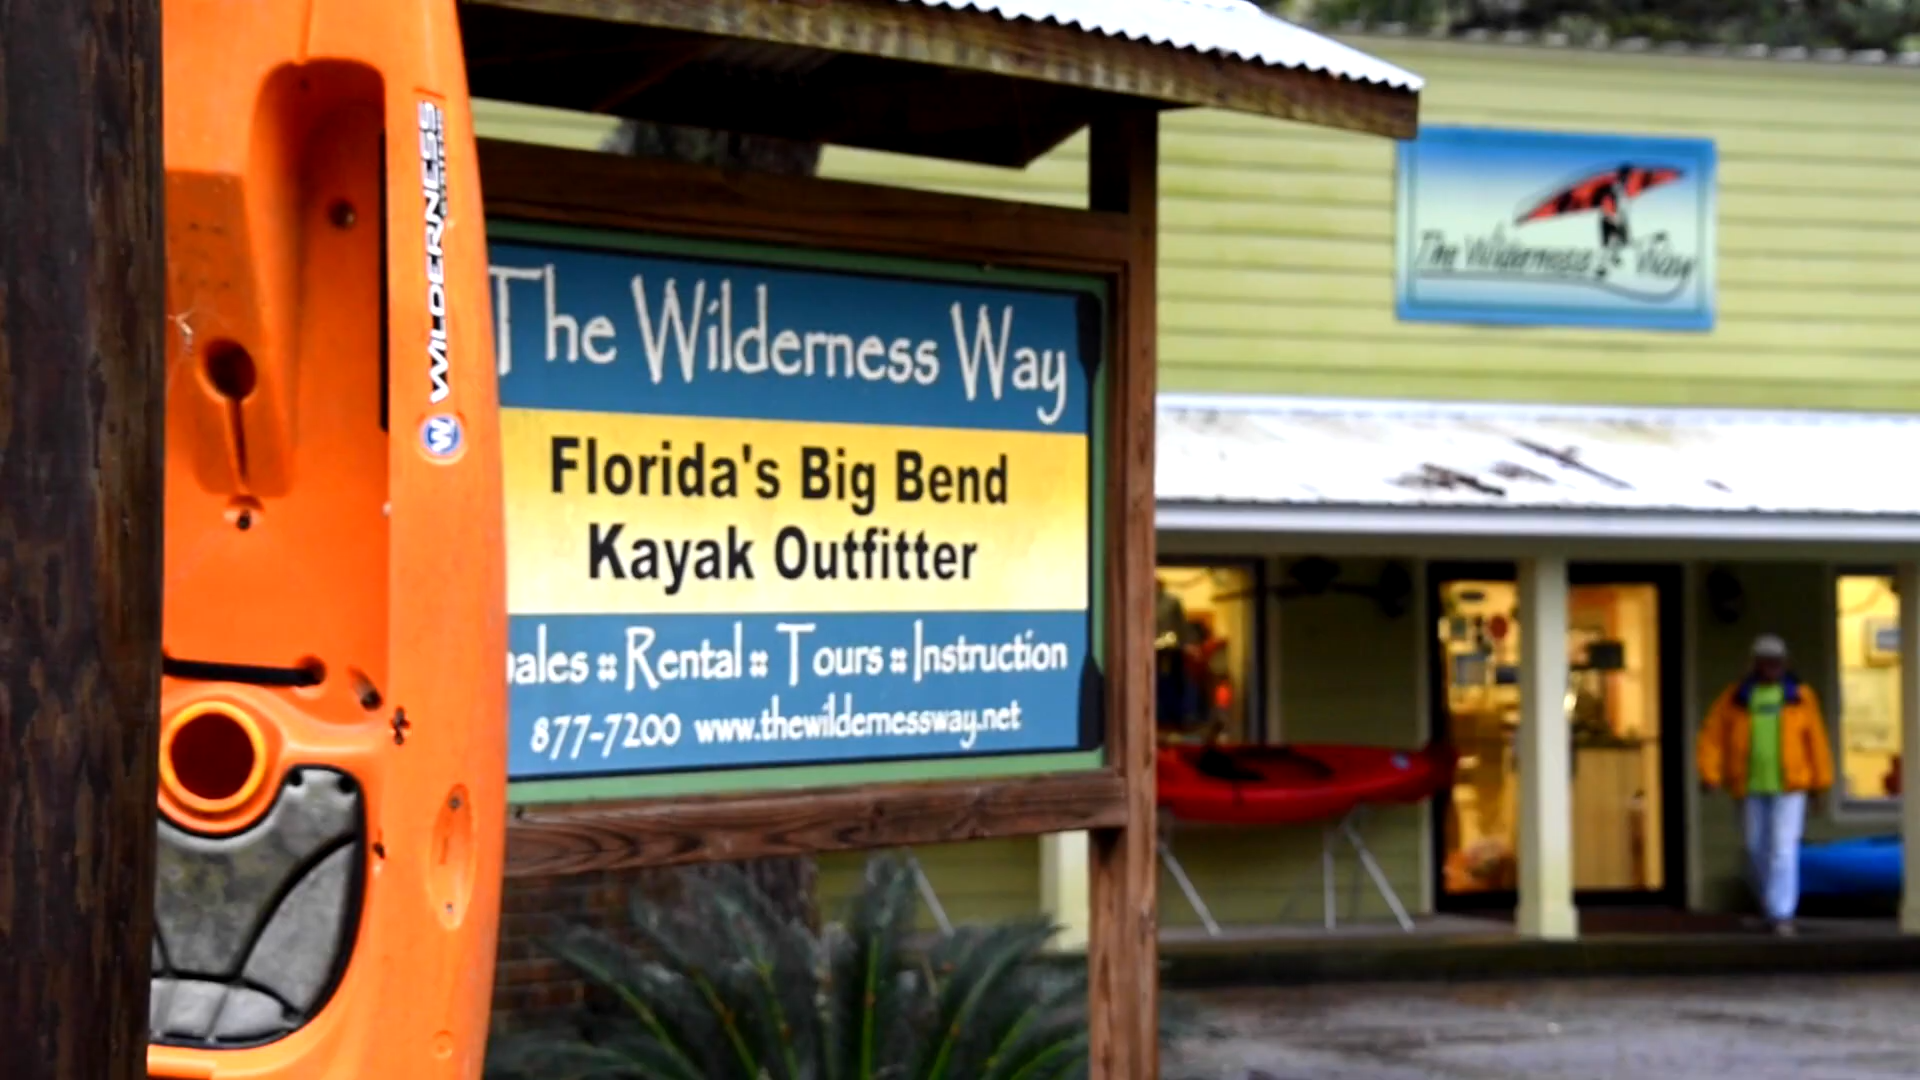 WILDERNESS
The Wilderness Way
Florida's Big Bend
Kayak Outfitter
ales :: Rental :: Tours :: Instruction
877-7200 www.thewildernessway.net
The Wilderness Way